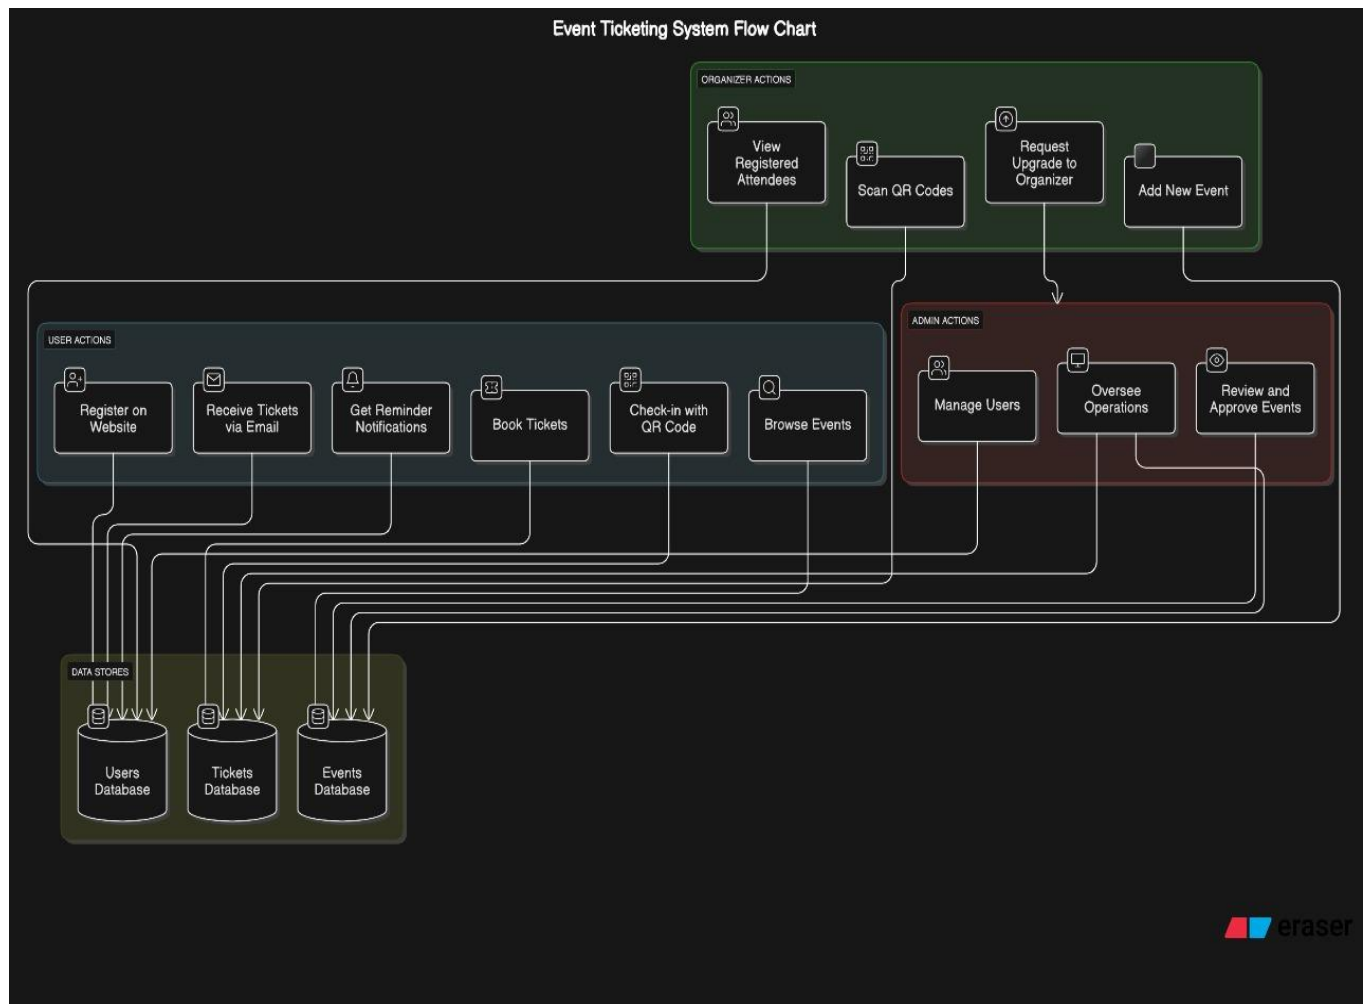 Event Ticketing System Flow Chart
ORGANIZER ACTIONS
View
Registered
Attendees
Scan QR Codes
Request
Upgrade to
Organizer
Add New Event
USER ACTIONS
Register on
Website
Receive Tickets
via Email
Get Reminder
Notifications
Book Tickets
Check-in with
QR Code
Browse Events
ADMIN ACTIONS
Manage Users
Oversee
Operations
Review and
Approve Events
DATA STORES
Users
Database
Tickets
Database
Events
Database
eraser